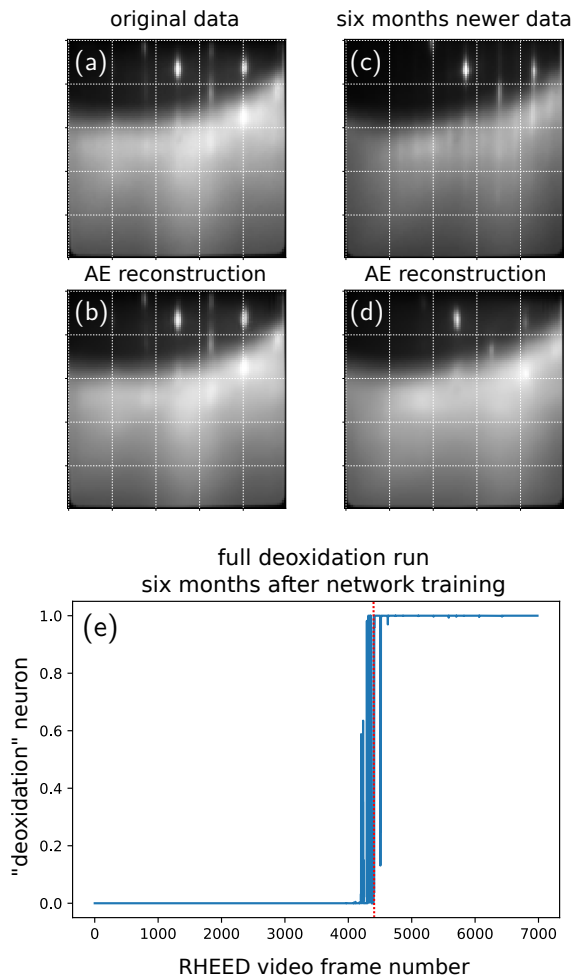 original data
six months newer data
(a)
(c)
AE reconstruction
AE reconstruction
(b)
(d)
full deoxidation run
six months after network training
(e)
1.0
0.8
0.6
0.4
0.2
0.0
"deoxidation" neuron
0 1000 2000 3000 4000 5000 6000 7000
RHEED video frame number